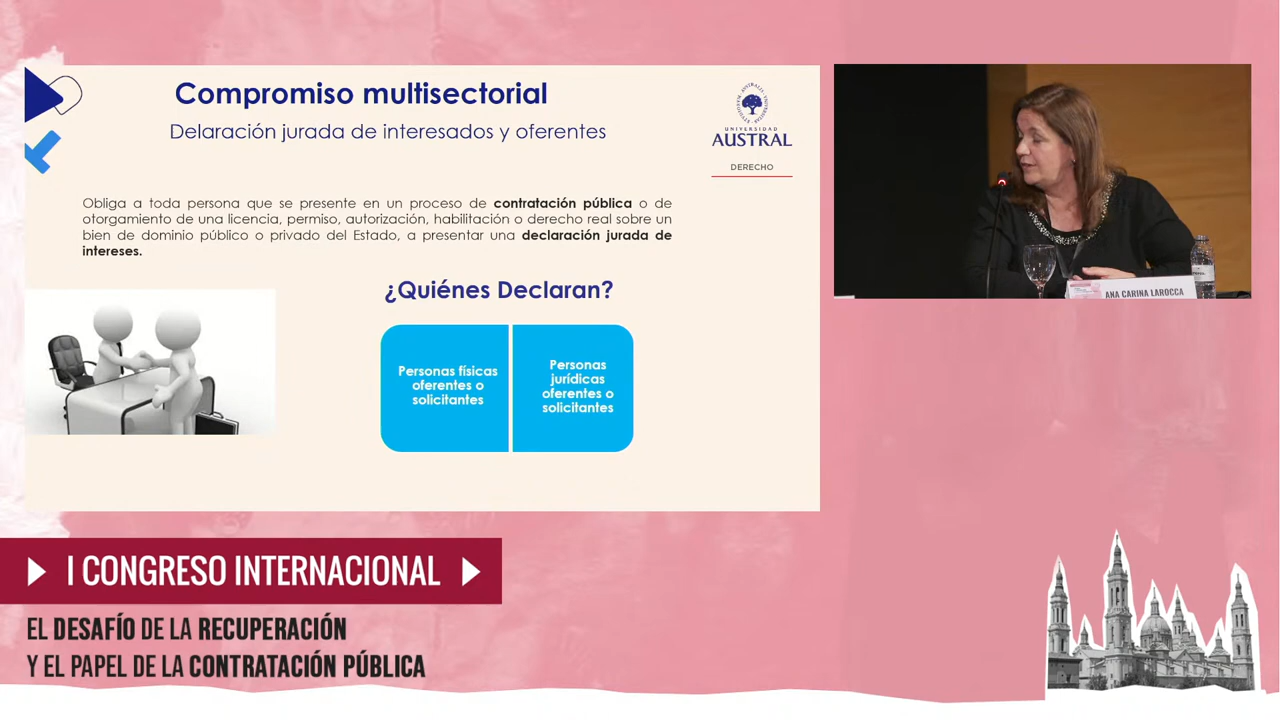 Compromiso multisectorial
Delaración jurada de interesados y oferentes
UNIVERSIDAD
AUSTRAL
DERECHO
Obliga a toda persona que se presente en un proceso de contratación pública o de
otorgamiento de una licencia, permiso, autorización, habilitación o derecho real sobre un
bien de dominio público o privado del Estado, a presentar una declaración jurada de
intereses.
¿Quiénes Declaran?
Personas físicas
oferentes o
solicitantes
Personas
jurídicas
oferentes o
solicitantes
ANA CARINA LAROCCA
I CONGRESO INTERNACIONAL
EL DESAFÍO DE LA RECUPERACIÓN
Y EL PAPEL DE LA CONTRATACIÓN PÚBLICA